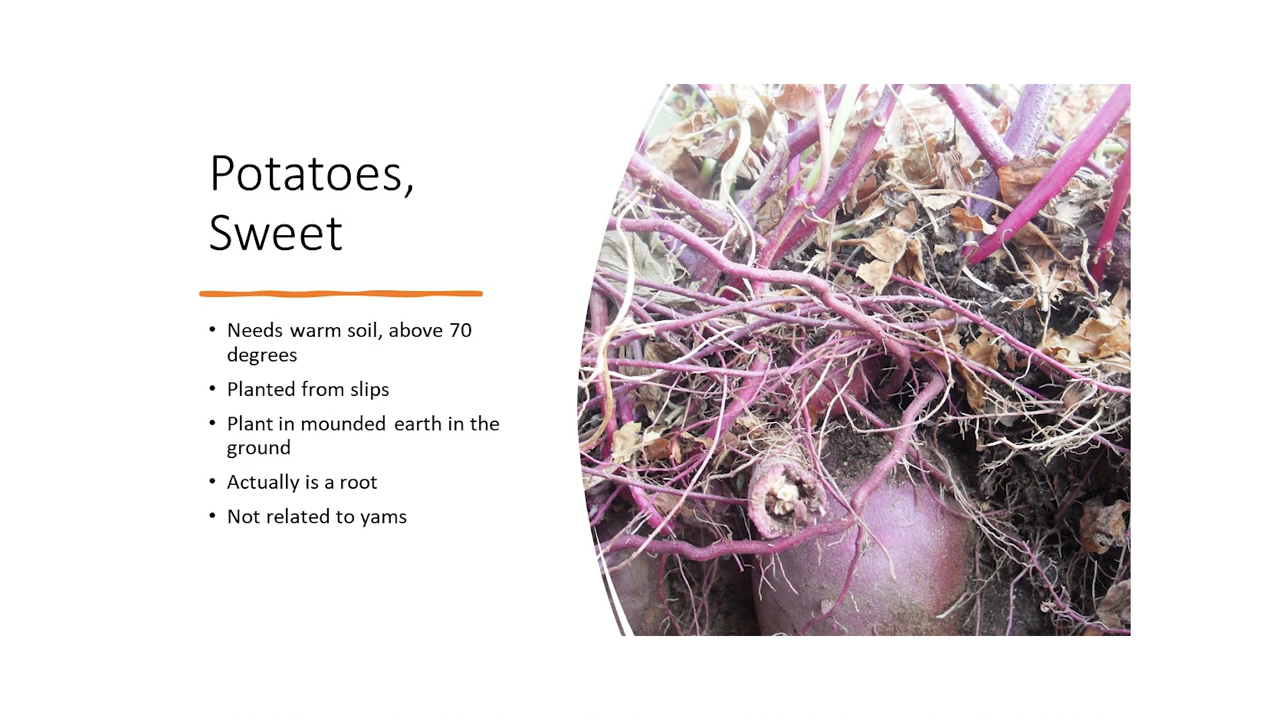 Potatoes,
Sweet
• Needs warm soil, above 70
degrees
• Planted from slips
• Plant in mounded earth in the
ground
• Actually is a root
• Not related to yams